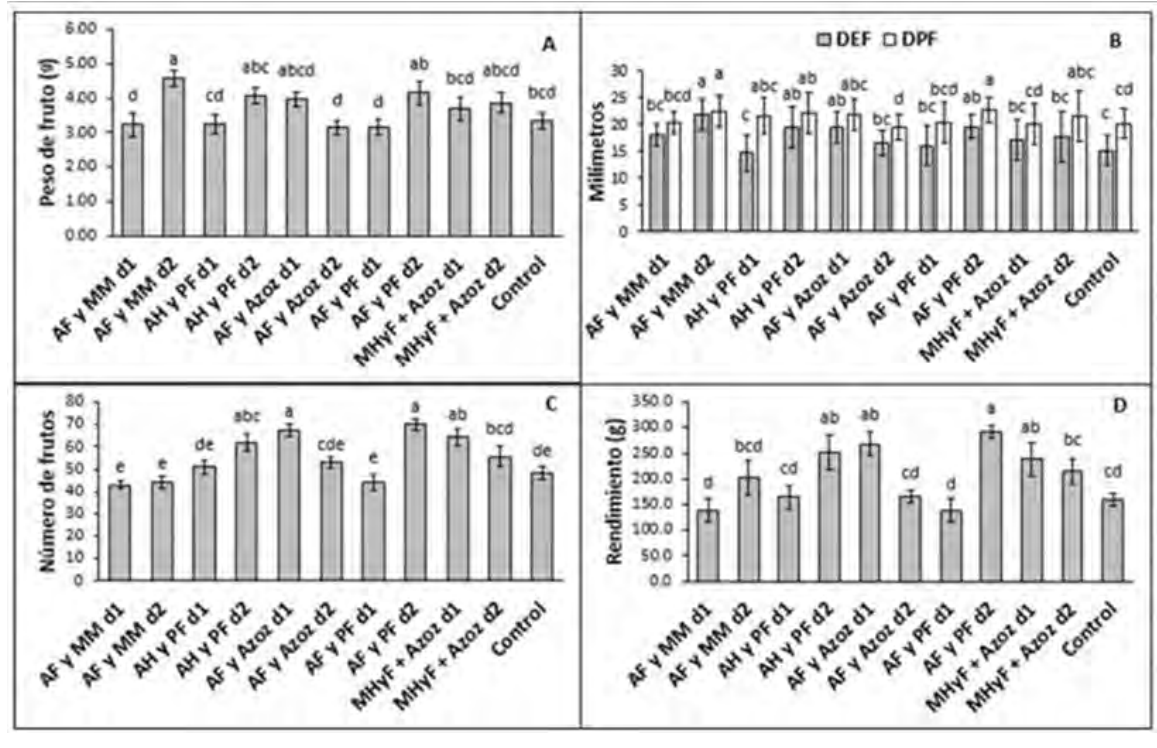 A
Peso de fruto (g)
6.00
5.00
4.00
3.00
2.00
1.00
0.00
d a cd abc abcd d d ab bcd abcd bcd
AF y MM d1
AF y MM d2
AH y PF d1
AH y PF d2
AF y Azoz d1
AF y Azoz d2
AF y PF d1
AF y PF d2
MHyF + Azoz d1
MHyF + Azoz d2
Control
B
DEF DPF
Milímetros
30
25
20
15
10
5
0
bc bcd a a c abc ab ab ab abc bc d bc bcd ab a bc cd bc abc c cd
AF y MM d1
AF y MM d2
AH y PF d1
AH y PF d2
AF y Azoz d1
AF y Azoz d2
AF y PF d1
AF y PF d2
MHyF + Azoz d1
MHyF + Azoz d2
Control
C
Número de frutos
80
70
60
50
40
30
20
10
0
e e de abc a cde e a ab bcd de
AF y MM d1
AF y MM d2
AH y PF d1
AH y PF d2
AF y Azoz d1
AF y Azoz d2
AF y PF d1
AF y PF d2
MHyF + Azoz d1
MHyF + Azoz d2
Control
D
Rendimiento (g)
350.0
300.0
250.0
200.0
150.0
100.0
50.0
0.0
d bcd cd ab ab cd d a ab bc cd
AF y MM d1
AF y MM d2
AH y PF d1
AH y PF d2
AF y Azoz d1
AF y Azoz d2
AF y PF d1
AF y PF d2
MHyF + Azoz d1
MHyF + Azoz d2
Control